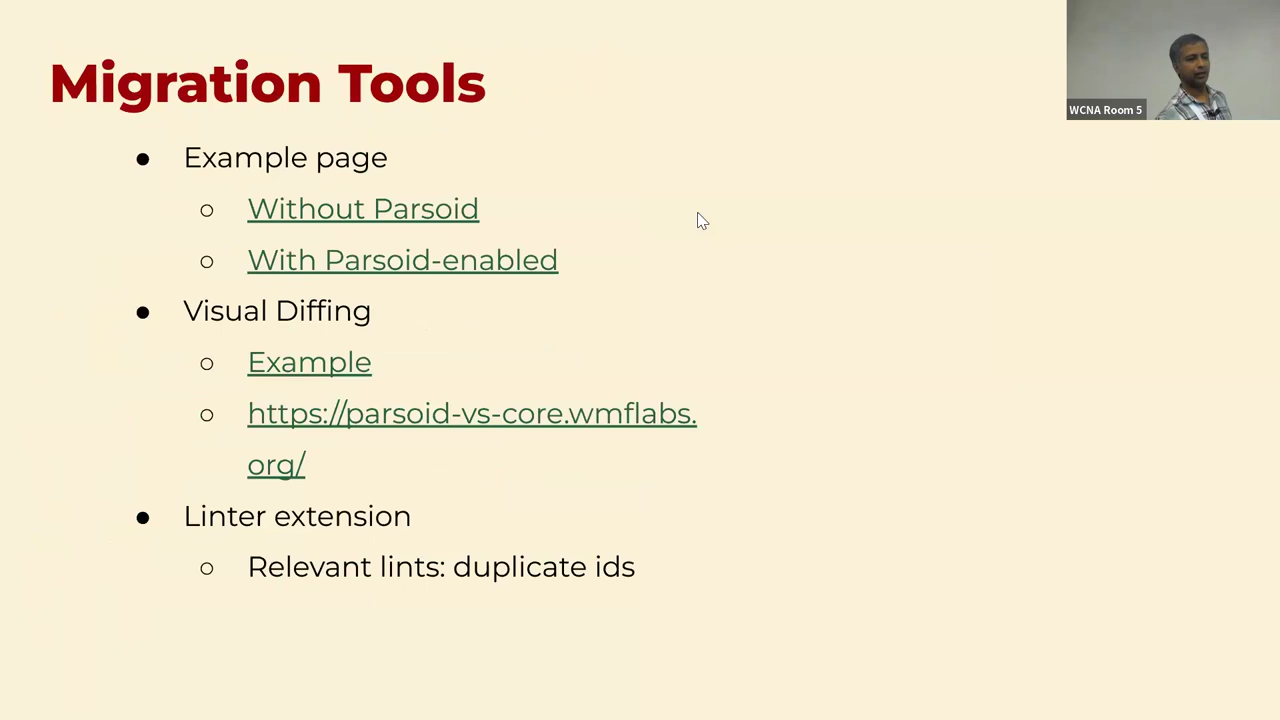 Migration Tools
WCNA Room 5
● Example page
○ Without Parsoid
○ With Parsoid-enabled
● Visual Diffing
○ Example
○ https://parsoid-vs-core.wmflabs.
org/
● Linter extension
○ Relevant lints: duplicate ids